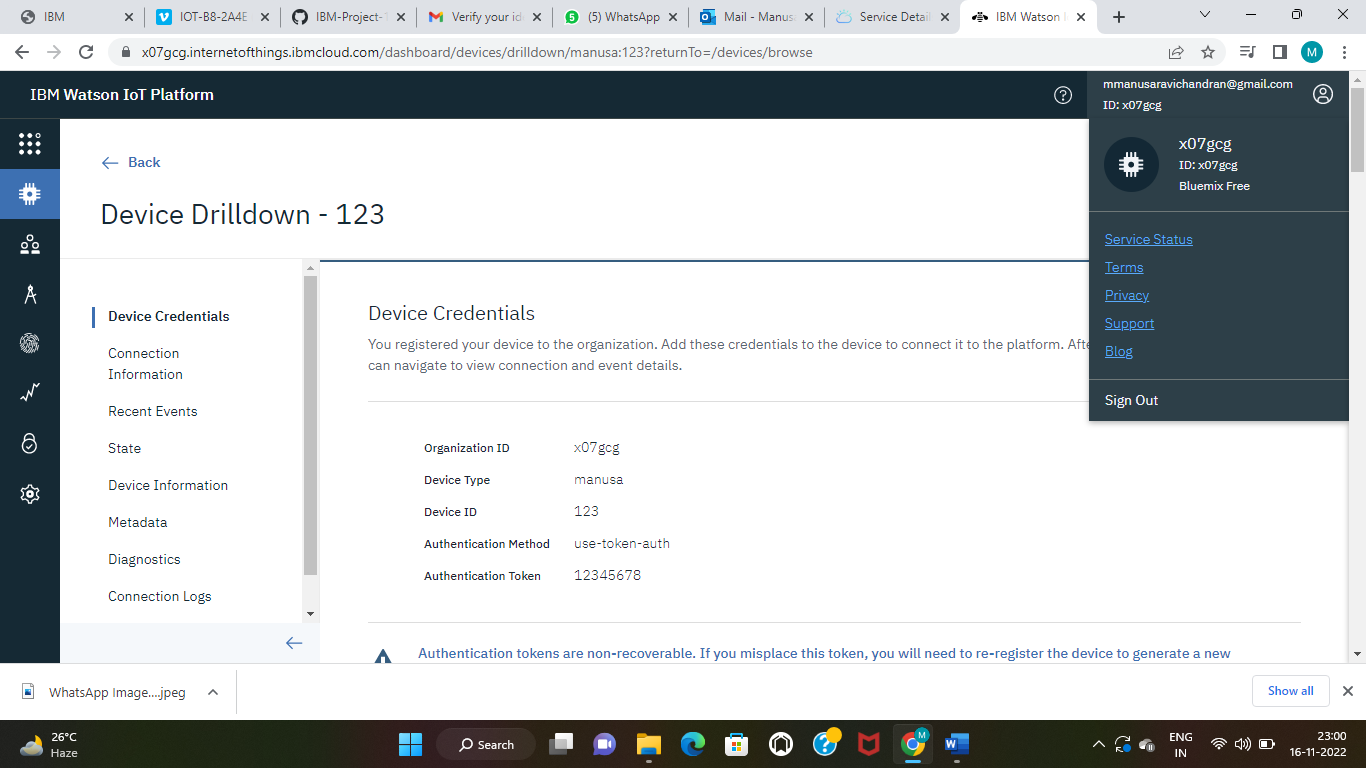 IBM
IOT-B8-2A4E
IBM-Project-1
Verify your id
(5) WhatsApp
Mail - Manusa
Service Detail
IBM Watson I
x07gcg.internetofthings.ibmcloud.com/dashboard/devices/drilldown/manusa:123?returnTo=/devices/browse
M
IBM Watson IoT Platform
mmanusaravichandran@gmail.com
ID: x07gcg
x07gcg
ID: x07gcg
Bluemix Free
Service Status
Terms
Privacy
Support
Blog
Sign Out
Back
Device Drilldown - 123
Device Credentials
Connection
Information
Recent Events
State
Device Information
Metadata
Diagnostics
Connection Logs
Device Credentials
You registered your device to the organization. Add these credentials to the device to connect it to the platform. Afte
can navigate to view connection and event details.
Organization ID x07gcg
Device Type manusa
Device ID 123
Authentication Method use-token-auth
Authentication Token 12345678
Authentication tokens are non-recoverable. If you misplace this token, you will need to re-register the device to generate a new
WhatsApp Image....jpeg
Show all
26°C
Haze
Search
ENG
IN
23:00
16-11-2022